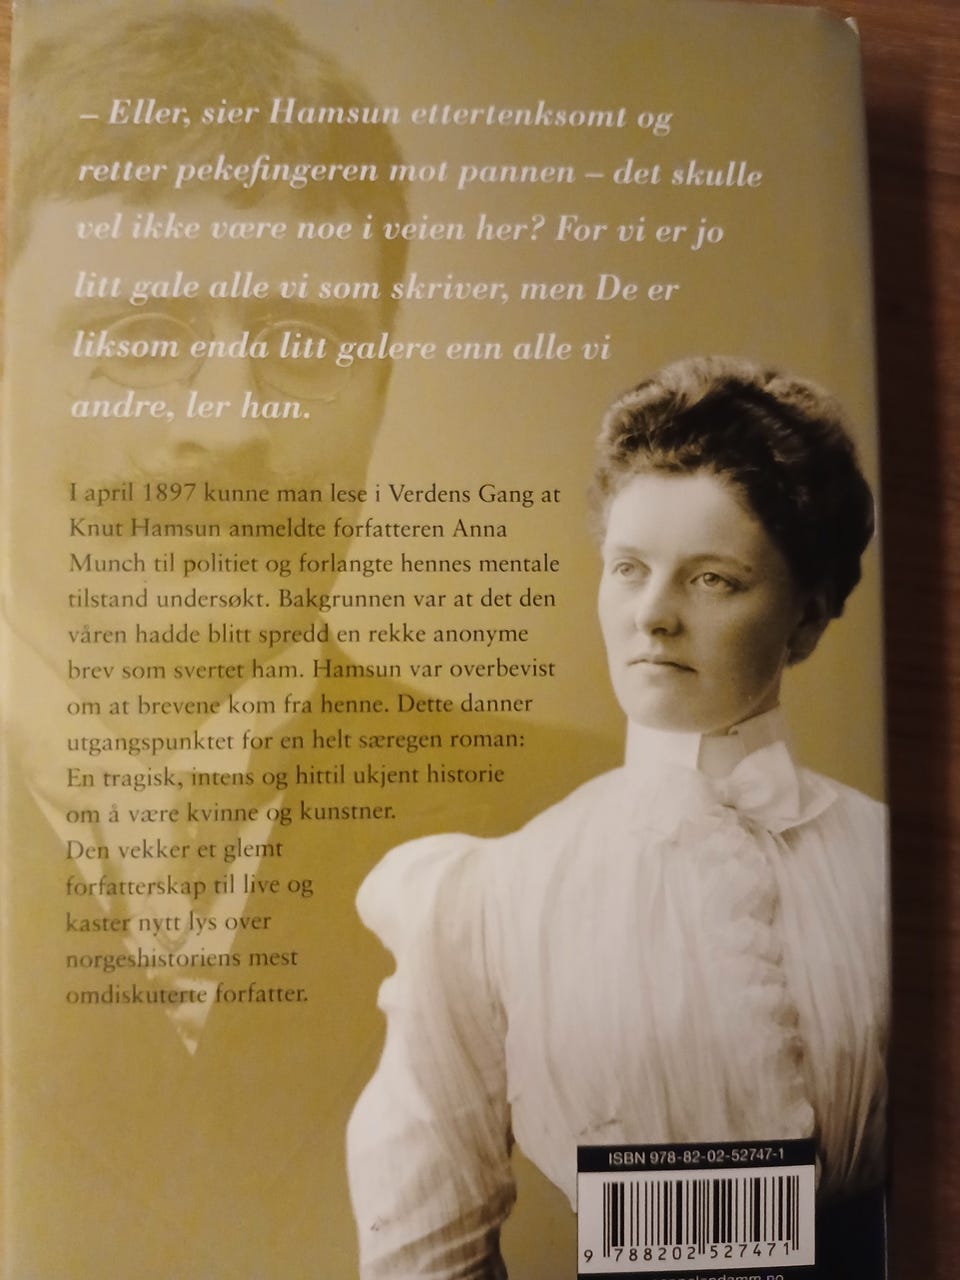 – Eller, sier Hamsun ettertenksomt og
retter pekefingeren mot pannen – det skulle
vel ikke være noe i veien her? For vi er jo
litt gale alle vi som skriver, men De er
liksom enda litt galere enn alle vi
andre, ler han.
I april 1897 kunne man lese i Verdens Gang at
Knut Hamsun anmeldte forfatteren Anna
Munch til politiet og forlangte hennes mentale
tilstand undersøkt. Bakgrunnen var at det den
våren hadde blitt spredd en rekke anonyme
brev som svertet ham. Hamsun var overbevist
om at brevene kom fra henne. Dette danner
utgangspunktet for en helt særegen roman:
En tragisk, intens og hittil ukjent historie
om å være kvinne og kunstner.
Den vekker et glemt
forfatterskap til live og
kaster nytt lys over
norgeshistoriens mest
omdiskuterte forfatter.
ISBN 978-82-02-52747-1
9 788202 527471